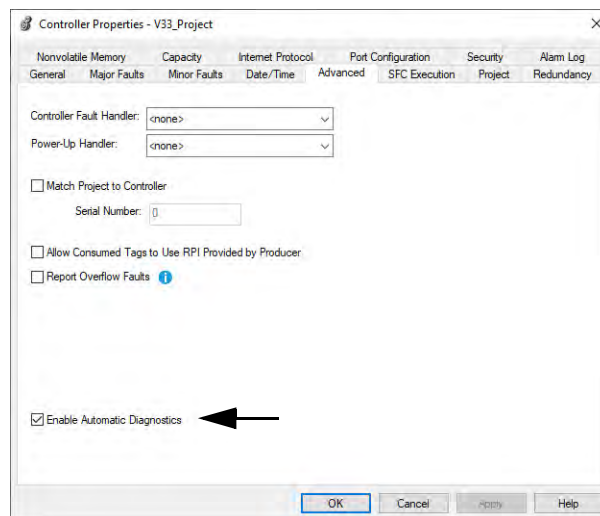 Controller Properties - V33_Project
Nonvolatile Memory Capacity Internet Protocol Port Configuration Security Alarm Log
General Major Faults Minor Faults Date/Time Advanced SFC Execution Project Redundancy
Controller Fault Handler: <none>
Power-Up Handler: <none>
Match Project to Controller
Serial Number: 0
Allow Consumed Tags to Use RPI Provided by Producer
Report Overflow Faults
Enable Automatic Diagnostics
OK Cancel Apply Help